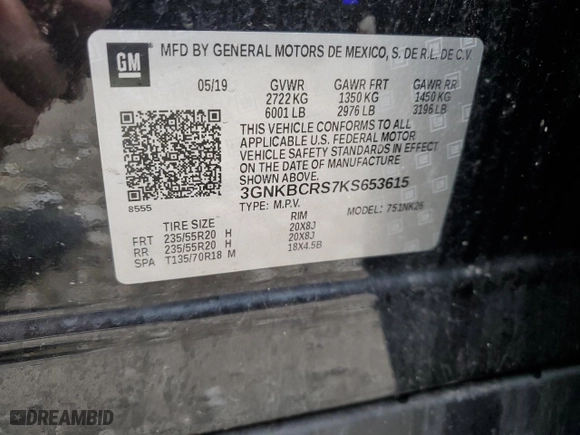 GM
MFD BY GENERAL MOTORS DE MEXICO, S. DE R.L. DE C.V.
05/19 GVWR GAWR FRT GAWR RR
2722 KG 1350 KG 1450 KG
6001 LB 2976 LB 3196 LB
THIS VEHICLE CONFORMS TO ALL
APPLICABLE U.S. FEDERAL MOTOR
VEHICLE SAFETY STANDARDS IN EFFECT
ON THE DATE OF MANUFACTURE
SHOWN ABOVE.
3GNKBCRS7KS653615
8555
TYPE: M.P.V. MODEL: 751NK26
TIRE SIZE RIM
FRT 235/55R20 H 20X8J
RR 235/55R20 H 20X8J
SPA T135/70R18 M 18X4.5B
DREAMBID